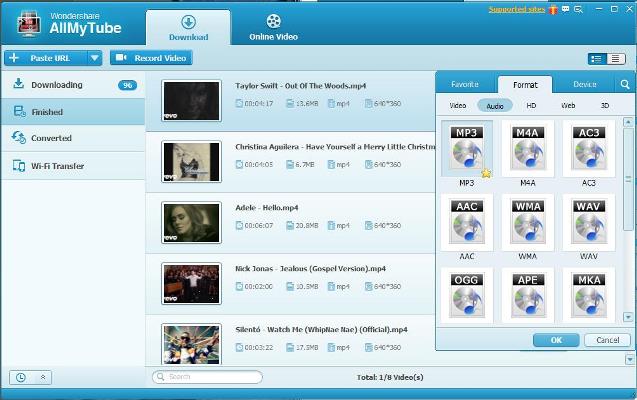 Wondershare
AllMyTube
Download
Online Video
Supported sites
Paste URL
Record Video
Downloading
96
Finished
Converted
Wi-Fi Transfer
Taylor Swift - Out Of The Woods.mp4
00:04:17 13.6MB mp4 640*360
vevo
Christina Aguilera - Have Yourself a Merry Little Christm
00:04:05 6.7MB mp4 640*360
vevo
Adele - Hello.mp4
00:06:07 20.8MB mp4 640*360
vevo
Nick Jonas - Jealous (Gospel Version).mp4
00:02:00 10.5MB mp4 640*360
vevo
Silentó - Watch Me (WhipNae Nae) (Official).mp4
00:03:22 17.5MB mp4 640*360
vevo
Favorite Format Device
Video Audio HD Web 3D
MP3 M4A AC3
MP3 M4A AC3
AAC WMA WAV
AAC WMA WAV
OGG APE MKA
OK Cancel
Search
Total: 1/8 Video(s)